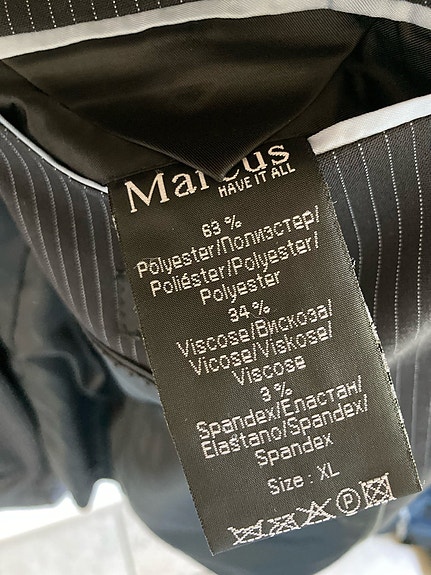 Marcus
HAVE IT ALL
63 %
Polyester/Полиэстер/
Poliéster/Polyester/
Polyester
34 %
Viscose/Вискоза/
Vicose/Viskose/
Viscose
3 %
Spandex/Еластан/
Elastano/Spandex/
Spandex
Size : XL
P